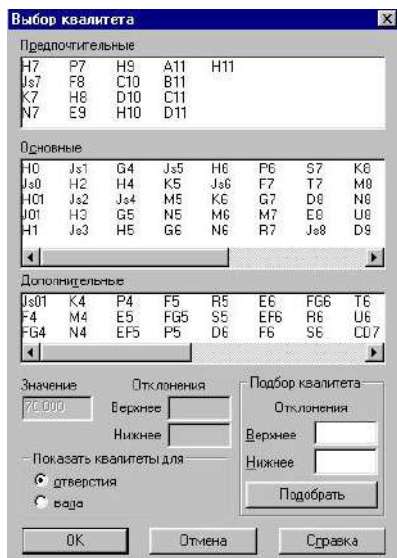 Выбор квалитета
Предпочтительные
H7 P7 H9 A11 H11
Js7 F8 C10 B11
K7 H8 D10 C11
N7 E9 H10 D11
Основные
H0 Js1 G4 Js5 H6 P6 S7 K8
Js0 H2 H4 K5 Js6 F7 T7 M8
H01 Js2 Js4 M5 K6 G7 D8 N8
J01 H3 G5 N5 M6 M7 E8 U8
H1 Js3 H5 G6 N6 R7 Js8 D9
Дополнительные
Js01 K4 P4 F5 R5 E6 FG6 T6
F4 M4 E5 FG5 S5 EF6 R6 U6
FG4 N4 EF5 P5 D6 F6 S6 CD7
Значение Отклонения
70.000 Верхнее
Нижнее
Подбор квалитета
Отклонения
Верхнее
Нижнее
Подобрать
Показать квалитеты для
отверстия
вала
OK Отмена Справка